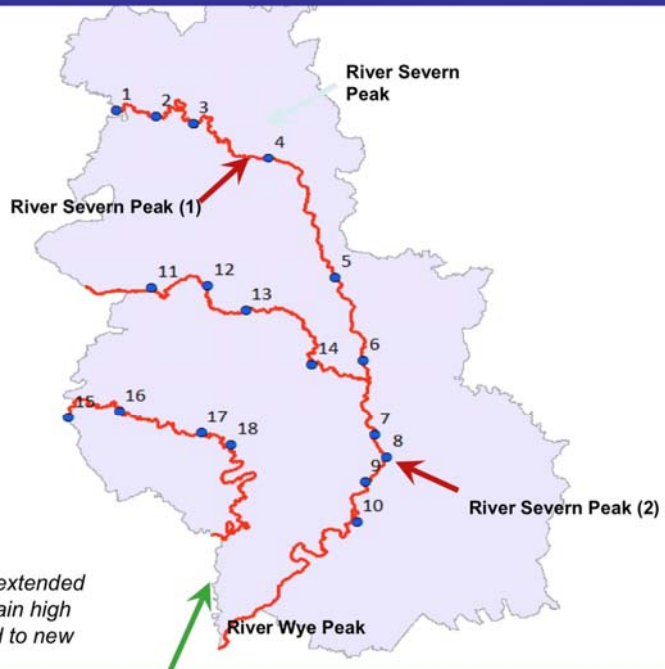 River Severn
Peak
1
2
3
4
River Severn Peak (1)
5
11
12
13
14
6
15
16
17
18
7
8
9
10
River Severn Peak (2)
extended
ain high
d to new
River Wye Peak